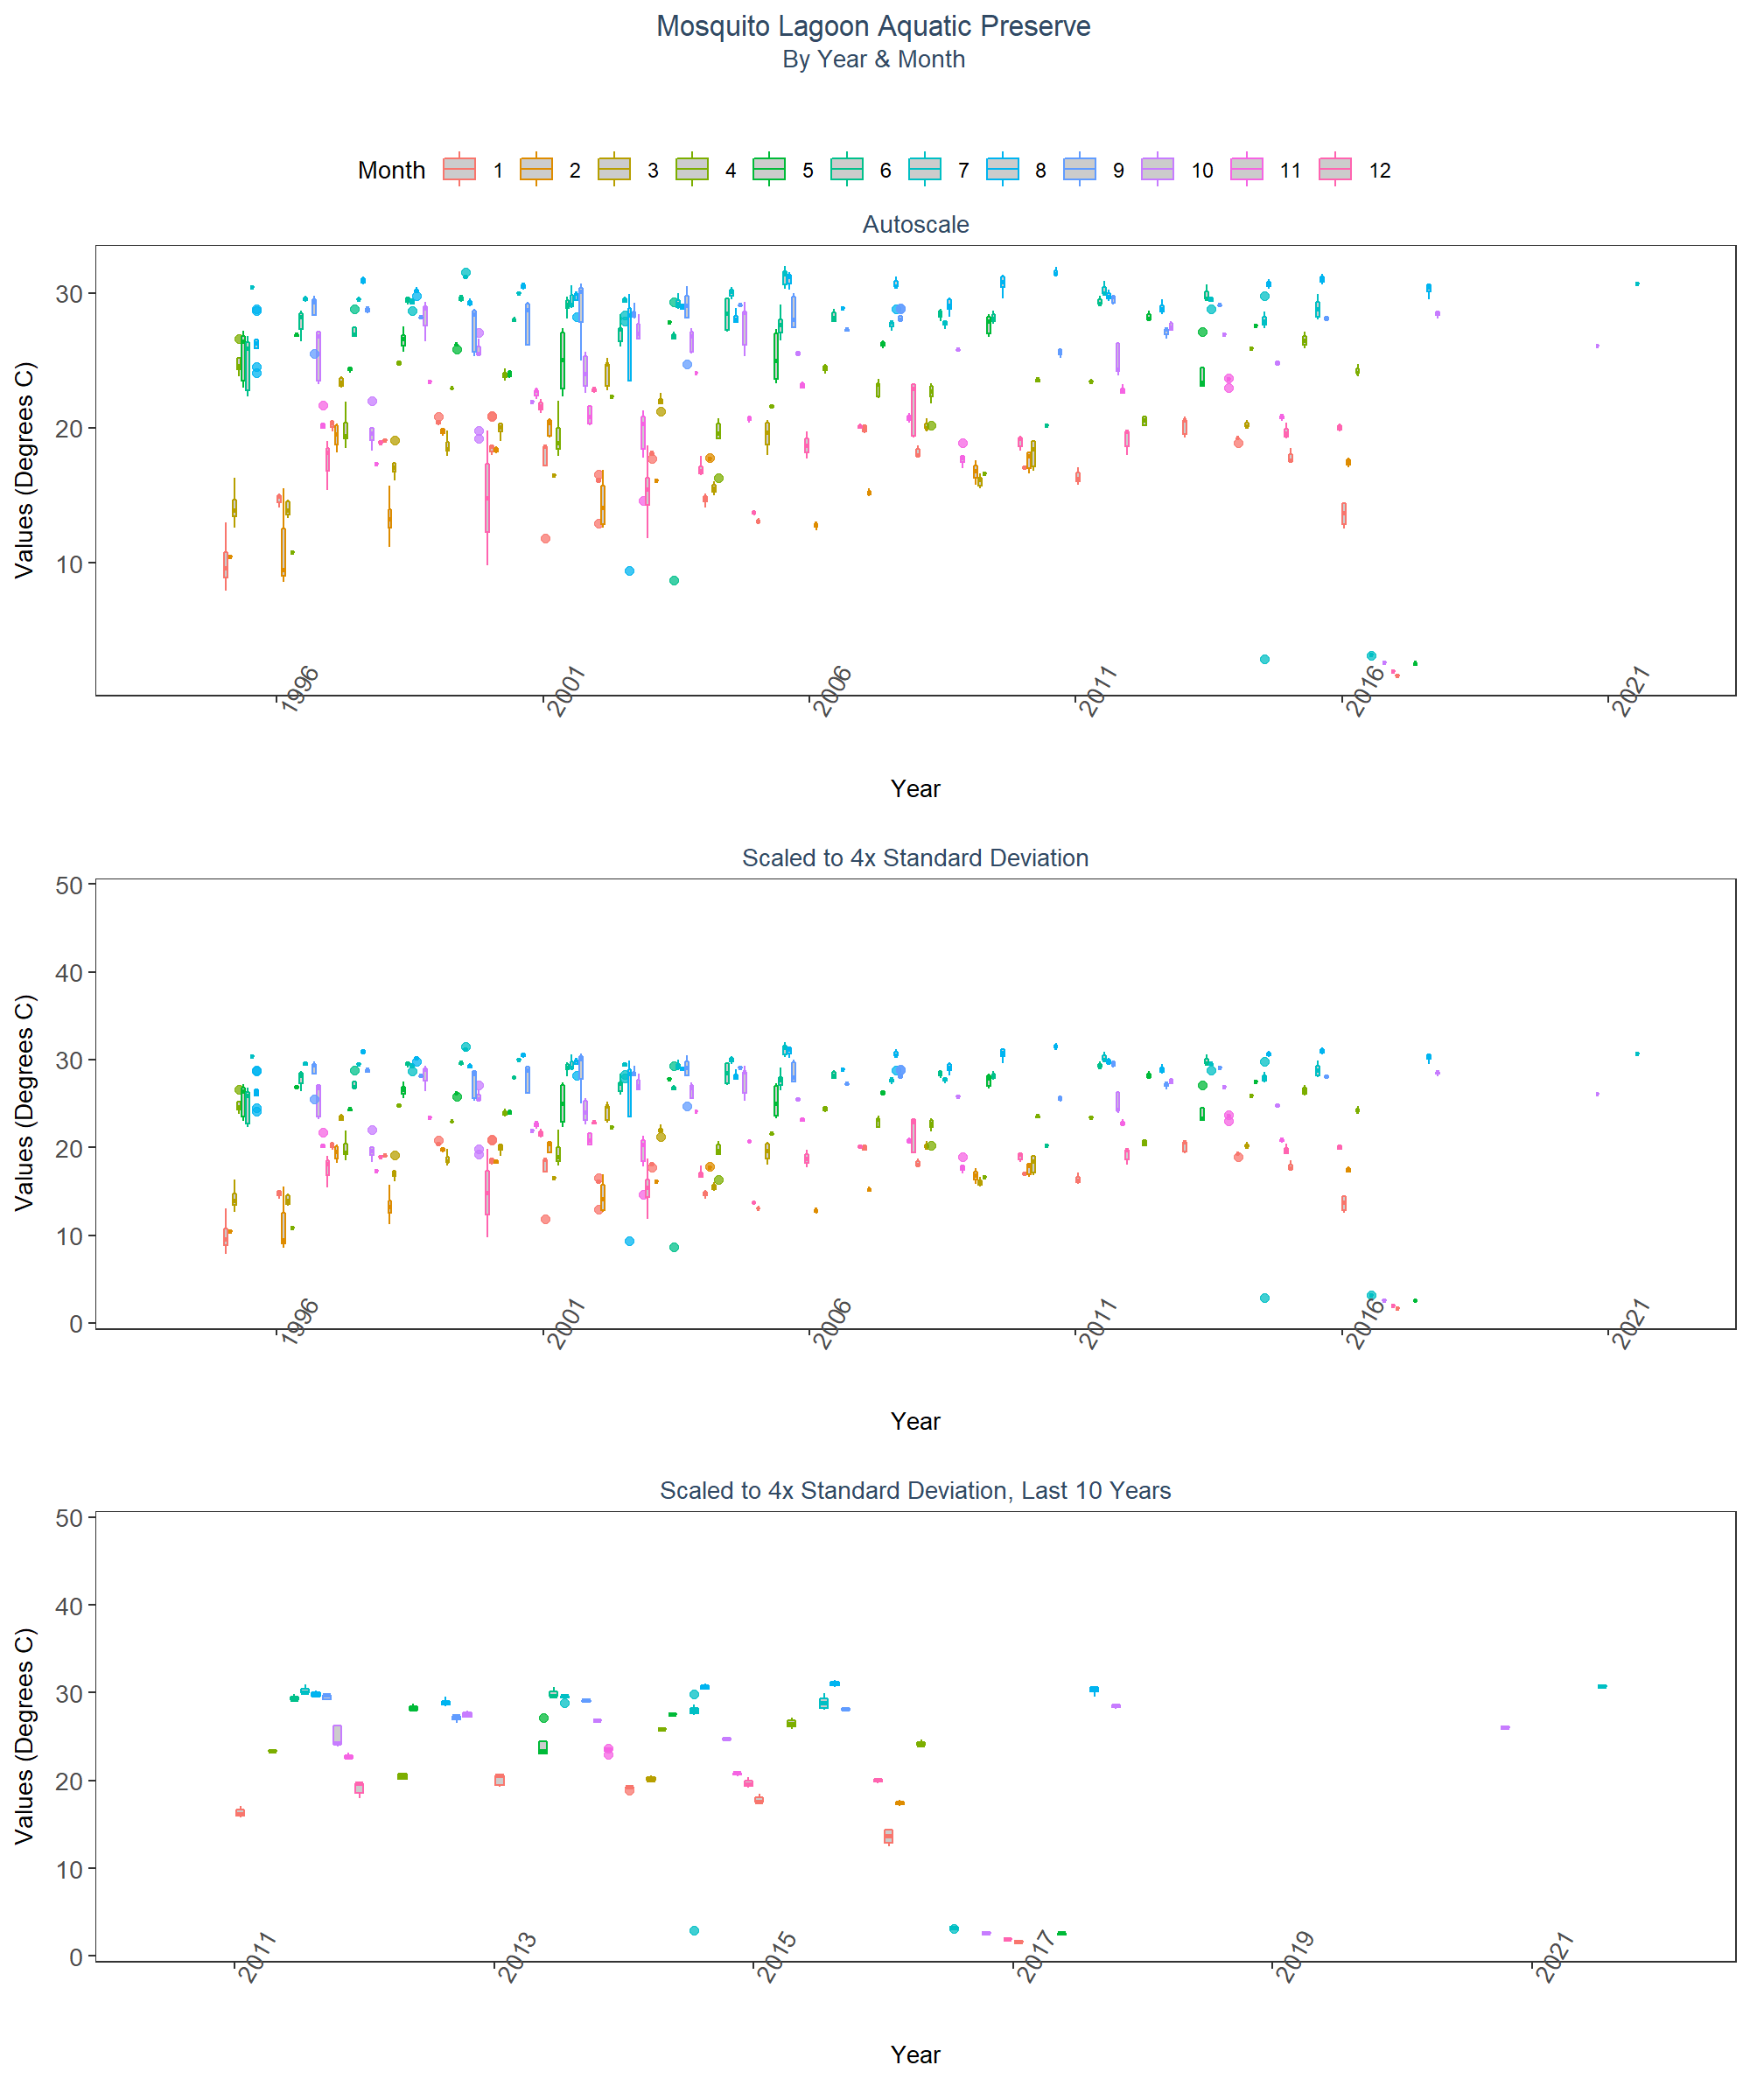 Mosquito Lagoon Aquatic Preserve
By Year & Month
Month 1 2 3 4 5 6 7 8 9 10 11 12
Autoscale
Values (Degrees C)
30
20
10
1996 2001 2006 2011 2016 2021
Year
Scaled to 4x Standard Deviation
Values (Degrees C)
50
40
30
20
10
0
1996 2001 2006 2011 2016 2021
Year
Scaled to 4x Standard Deviation, Last 10 Years
Values (Degrees C)
50
40
30
20
10
0
2011 2013 2015 2017 2019 2021
Year